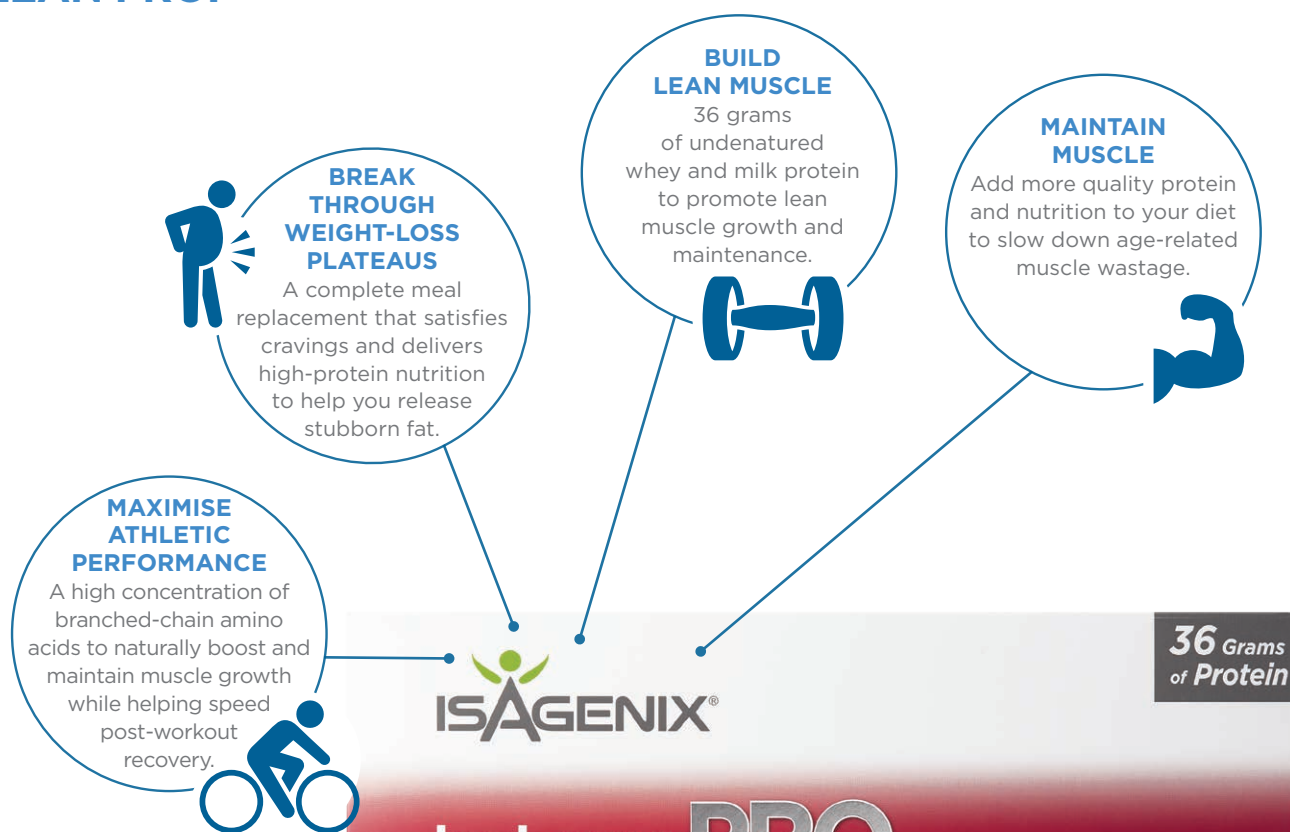 BREAK
THROUGH
WEIGHT-LOSS
PLATEAUS
A complete meal
replacement that satisfies
cravings and delivers
high-protein nutrition
to help you release
stubborn fat.
BUILD
LEAN MUSCLE
36 grams
of undenatured
whey and milk protein
to promote lean
muscle growth and
maintenance.
MAINTAIN
MUSCLE
Add more quality protein
and nutrition to your diet
to slow down age-related
muscle wastage.
MAXIMISE
ATHLETIC
PERFORMANCE
A high concentration of
branched-chain amino
acids to naturally boost and
maintain muscle growth
while helping speed
post-workout
recovery.
ISAGENIX®
36 Grams
of Protein
PRO